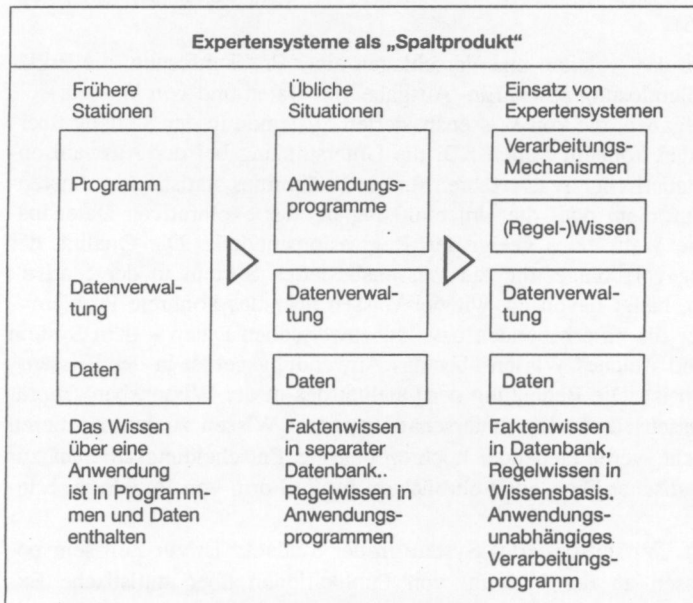 Expertensysteme als „Spaltprodukt“
Frühere
Stationen
Programm
Datenverwal-
tung
Daten
Das Wissen
über eine
Anwendung
ist in Programm-
men und Daten
enthalten
Übliche
Situation
Anwendungs-
programme
Datenverwal-
tung
Daten
Faktenwissen
in separater
Datenbank.
Regelwissen in
Anwendungs-
programmen
Einsatz von
Expertensystemen
Verarbeitungs-
Mechanismen
(Regel-)Wissen
Datenverwal-
tung
Daten
Faktenwissen
in Datenbank,
Regelwissen in
Wissensbasis.
Anwendungs-
unabhängiges
Verarbeitungs-
programm